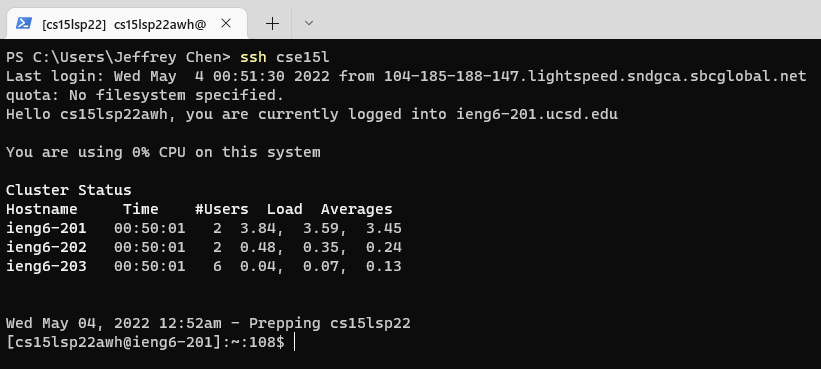 [cs15lsp22] cs15lsp22awh@
PS C:\Users\Jeffrey Chen> ssh cse15l
Last login: Wed May  4 00:51:30 2022 from 104-185-188-147.lightspeed.sndgca.sbcglobal.net
quota: No filesystem specified.
Hello cs15lsp22awh, you are currently logged into ieng6-201.ucsd.edu
You are using 0% CPU on this system
Cluster Status
Hostname     Time    #Users  Load  Averages
ieng6-201   00:50:01   2  3.84,  3.59,  3.45
ieng6-202   00:50:01   2  0.48,  0.35,  0.24
ieng6-203   00:50:01   6  0.04,  0.07,  0.13
Wed May 04, 2022 12:52am - Prepping cs15lsp22
[cs15lsp22awh@ieng6-201]:~:108$